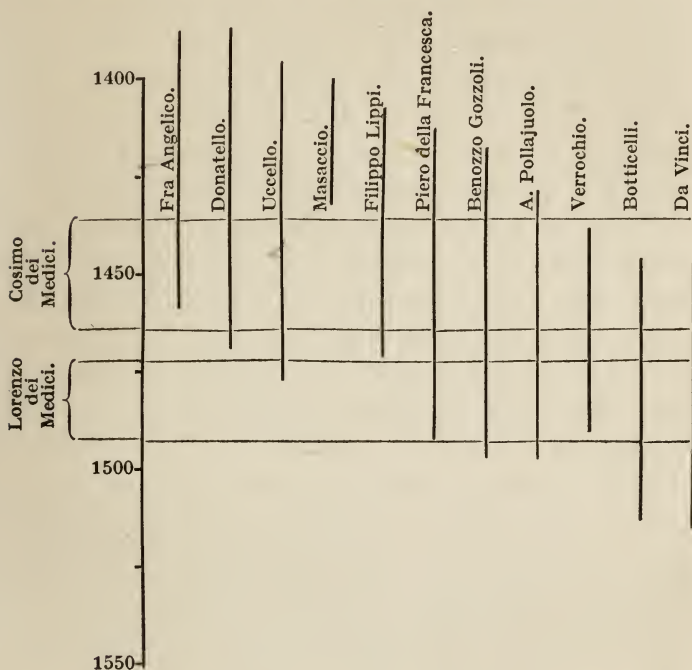 1400
1450
1500
1550
Cosimo
dei
Medici.
Lorenzo
dei
Medici.
Fra Angelico.
Donatello.
Uccello.
Masaccio.
Filippo Lippi.
Piero della Francesca.
Benozzo Gozzoli.
A. Pollajuolo.
Verrochio.
Botticelli.
Da Vinci.